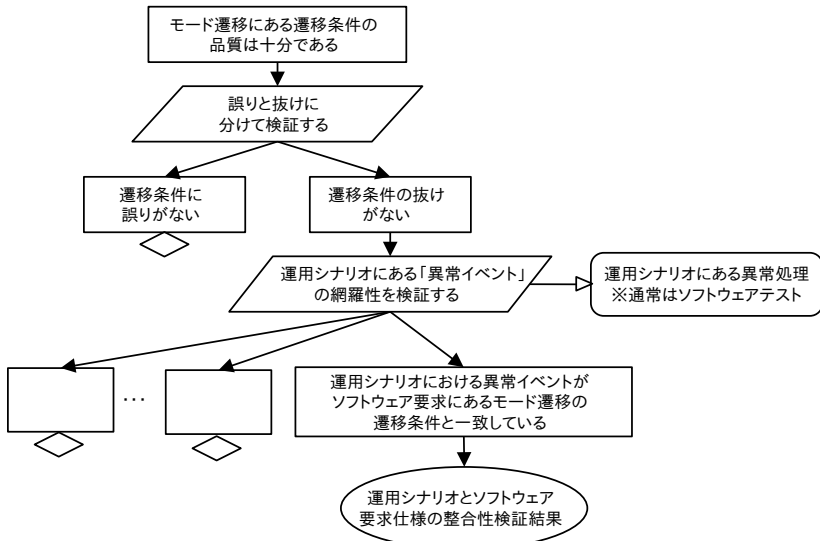 モード遷移にある遷移条件の
品質は十分である
誤りと抜けに
分けて検証する
遷移条件に
誤りがない
遷移条件の抜け
がない
運用シナリオにある「異常イベント」
の網羅性を検証する
運用シナリオにある異常処理
※通常はソフトウェアテスト
…
運用シナリオにおける異常イベントが
ソフトウェア要求にあるモード遷移の
遷移条件と一致している
運用シナリオとソフトウェア
要求仕様の整合性検証結果